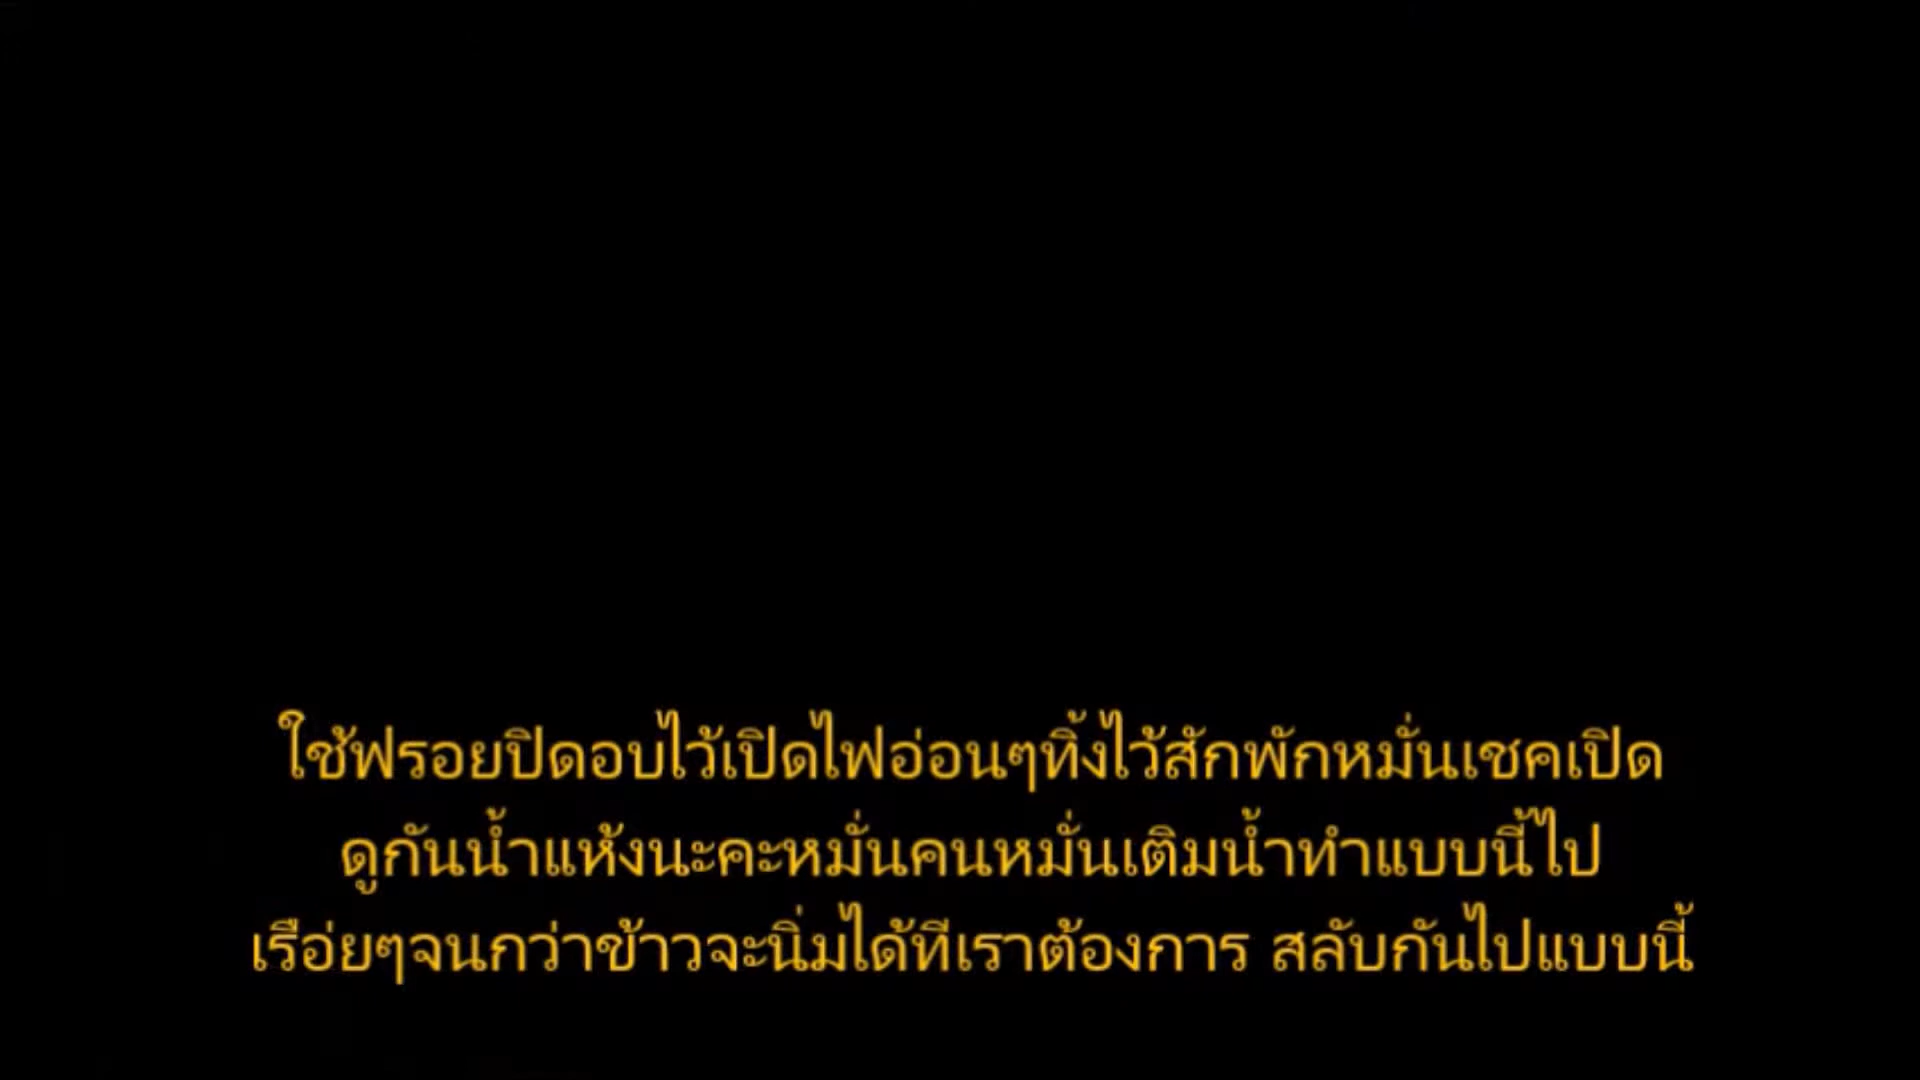 ใช้ฟรอยปิดอบไว้เปิดไฟอ่อนๆทิ้งไว้สักพักหมั่นเชคเปิด
ดูกันน้ำแห้งนะคะหมั่นคนหมั่นเติมน้ำทำแบบนี้ไป
เรือ่ยๆจนกว่าข้าวจะนิ่มได้ทีเราต้องการ สลับกันไปแบบนี้